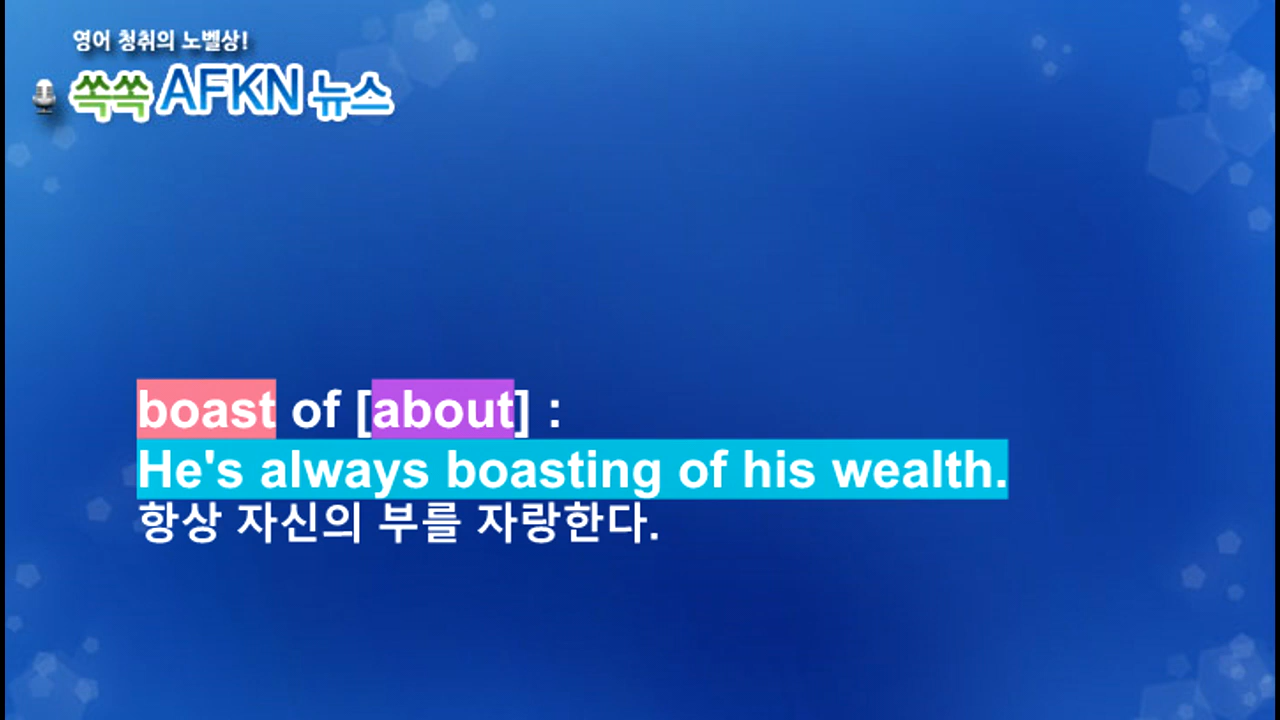 영어 청취의 노벨상!
쏙쏙 AFKN 뉴스
boast of [about] :
He's always boasting of his wealth.
항상 자신의 부를 자랑한다.